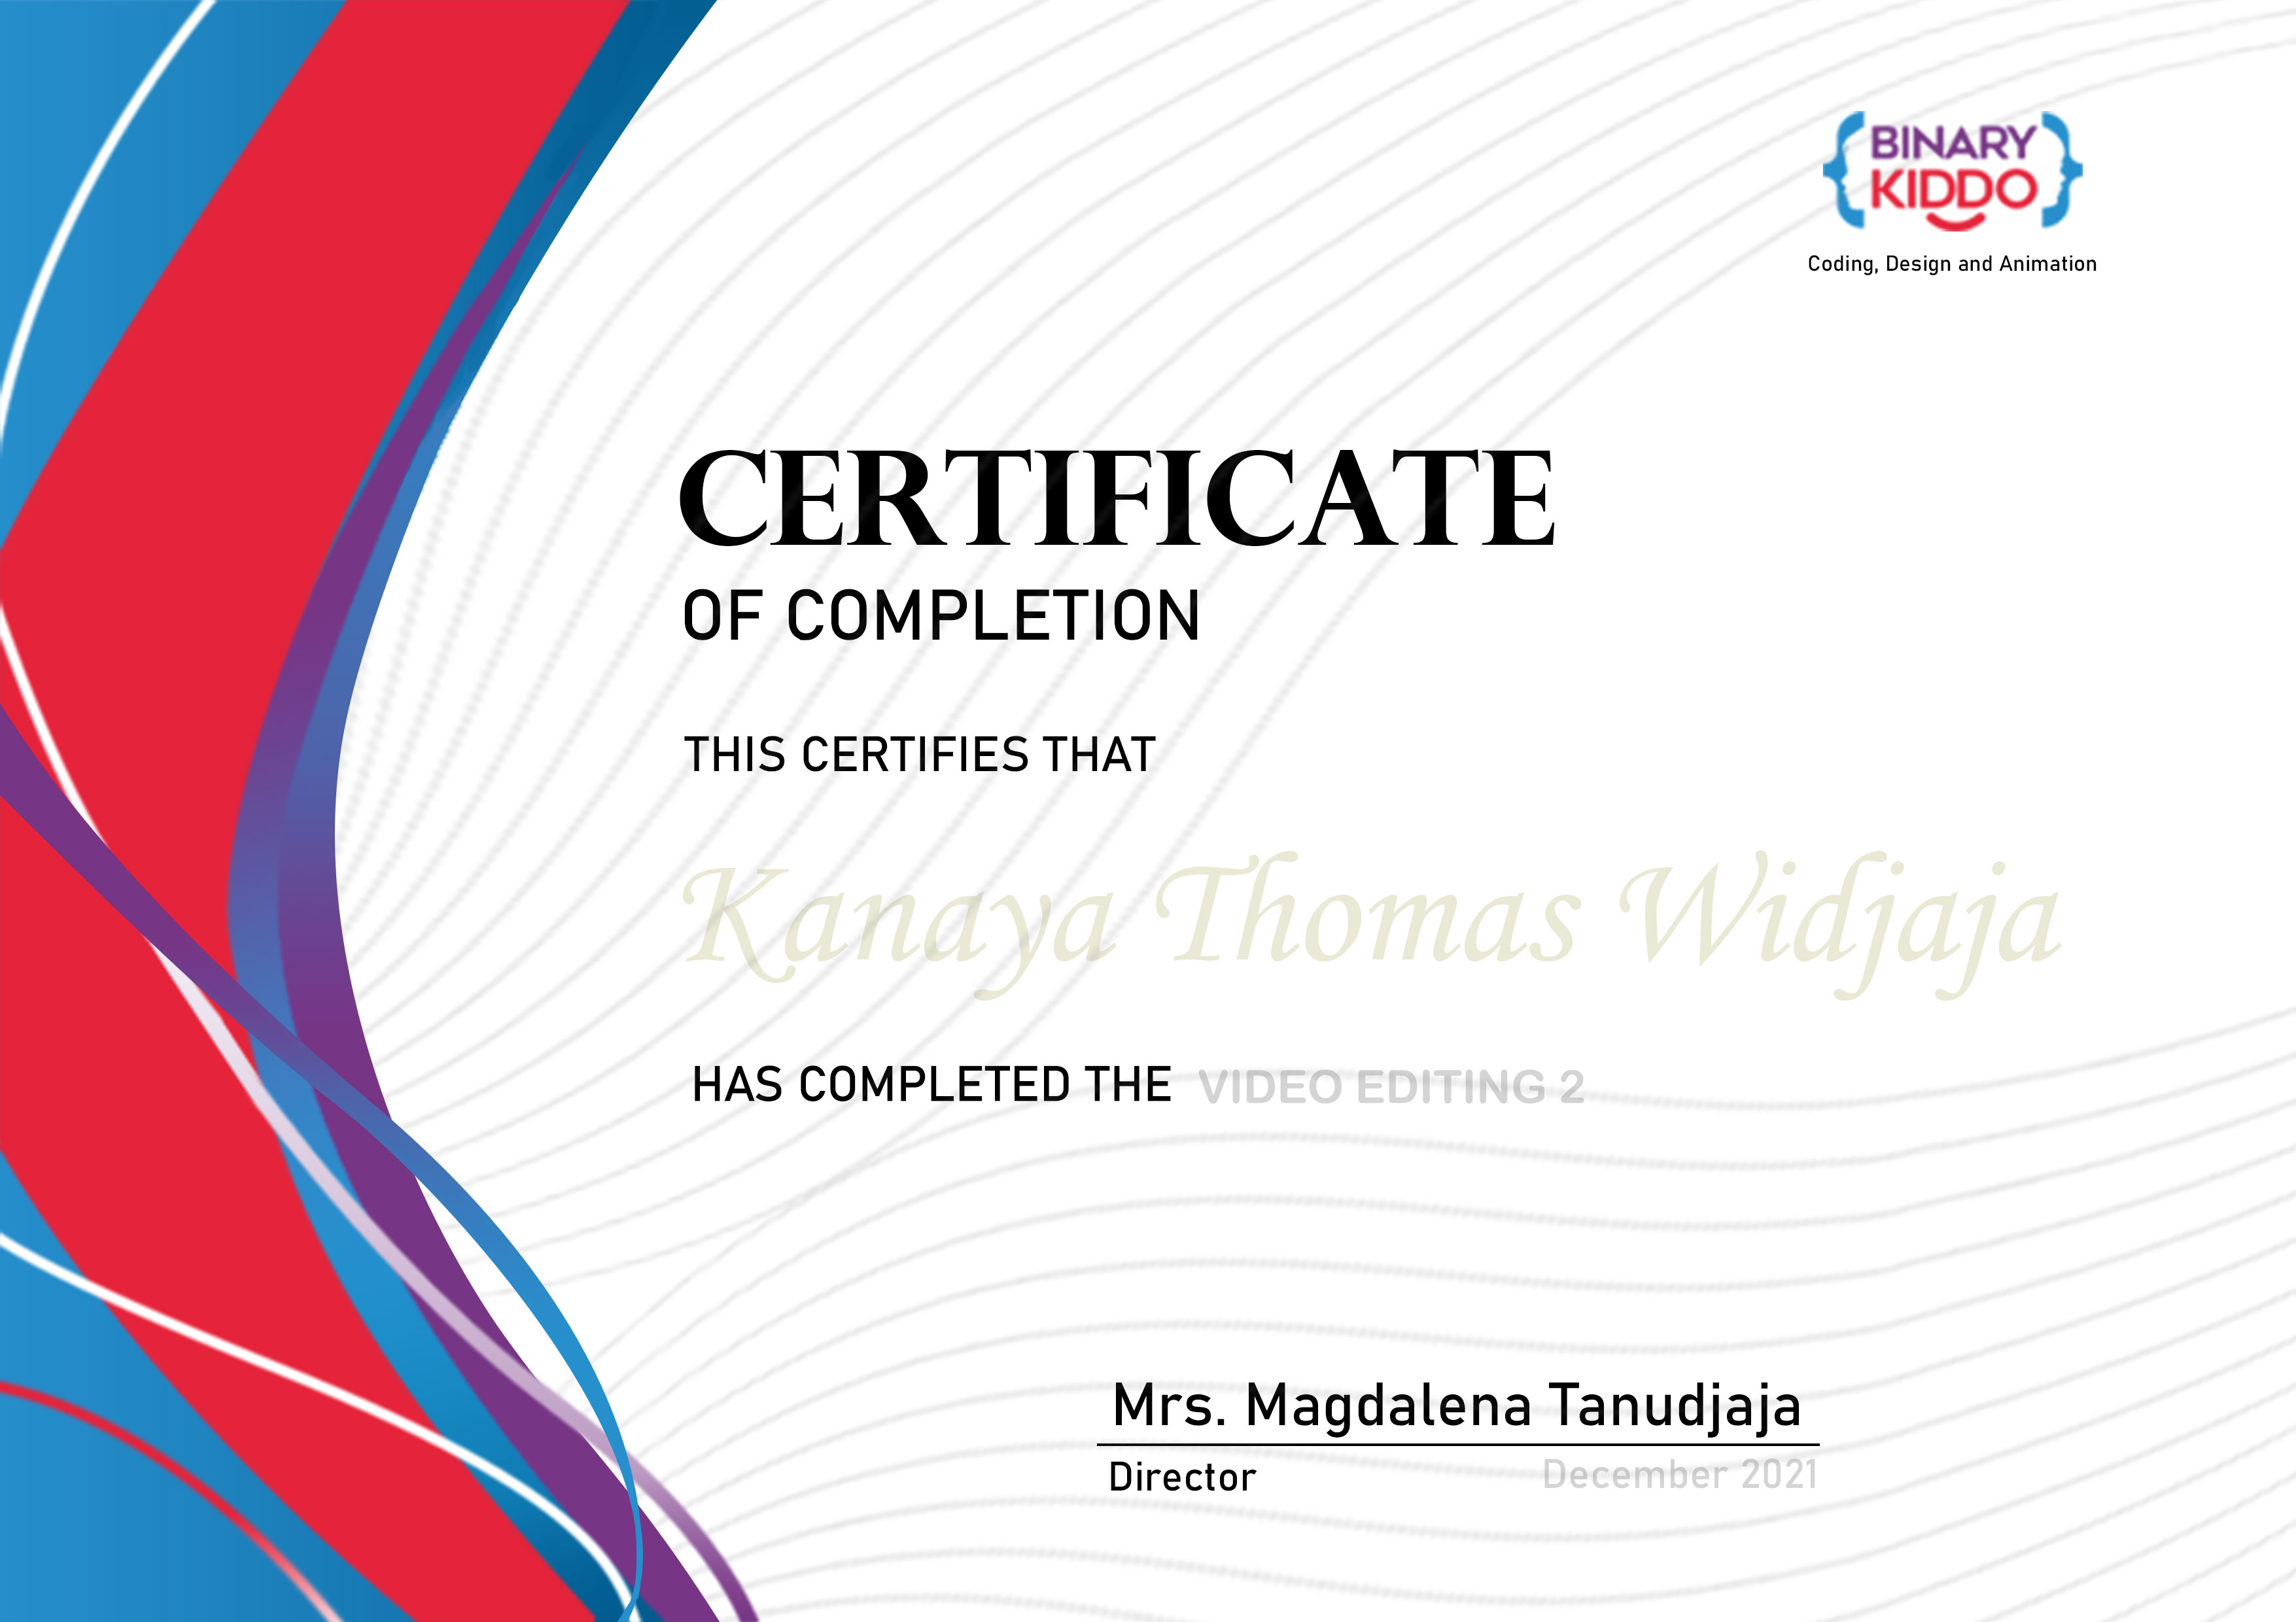 BINARY
KIDDO
Coding, Design and Animation
CERTIFICATE
OF COMPLETION
THIS CERTIFIES THAT
Kanaya Thomas Widjaja
HAS COMPLETED THE VIDEO EDITING 2
Mrs. Magdalena Tanudjaja
Director December 2021